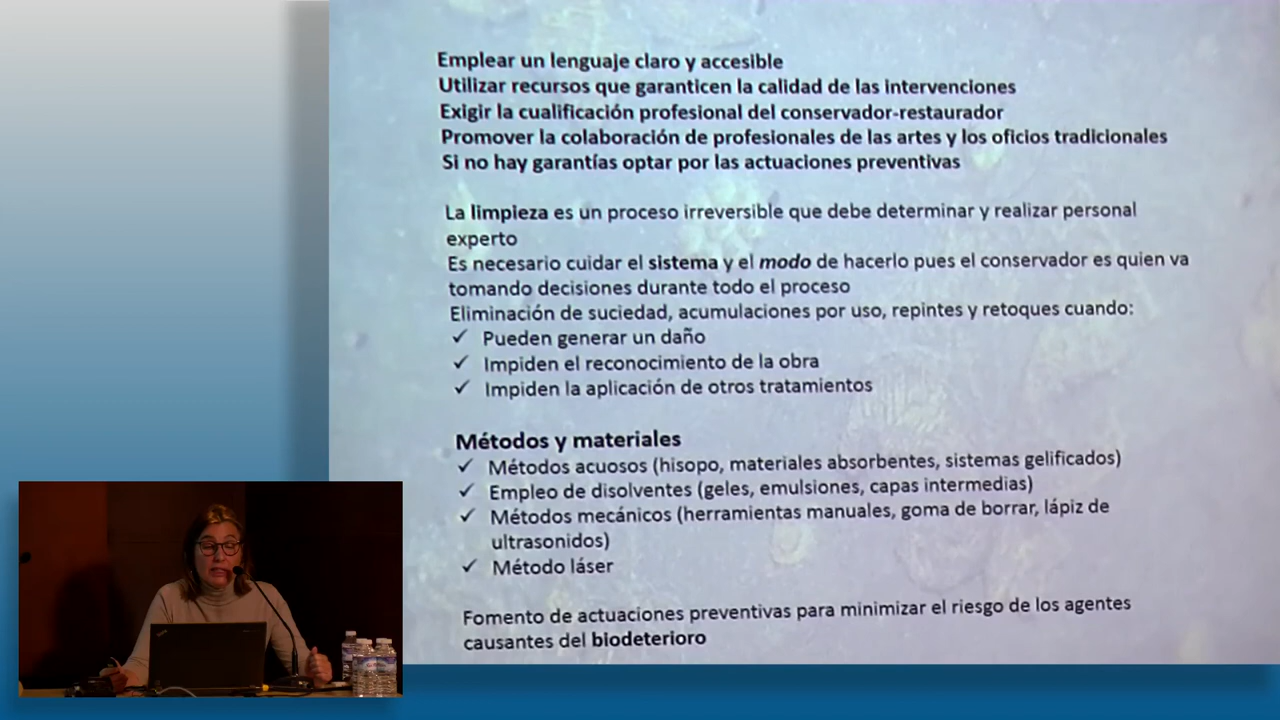 Emplear un lenguaje claro y accesible
Utilizar recursos que garanticen la calidad de las intervenciones
Exigir la cualificación profesional del conservador-restaurador
Promover la colaboración de profesionales de las artes y los oficios tradicionales
Si no hay garantías optar por las actuaciones preventivas
La limpieza es un proceso irreversible que debe determinar y realizar personal
experto
Es necesario cuidar el sistema y el modo de hacerlo pues el conservador es quien va
tomando decisiones durante todo el proceso
Eliminación de suciedad, acumulaciones por uso, repintes y retoques cuando:
✓ Pueden generar un daño
✓ Impiden el reconocimiento de la obra
✓ Impiden la aplicación de otros tratamientos
Métodos y materiales
✓ Métodos acuosos (hisopo, materiales absorbentes, sistemas gelificados)
✓ Empleo de disolventes (geles, emulsiones, capas intermedias)
✓ Métodos mecánicos (herramientas manuales, goma de borrar, lápiz de
ultrasonidos)
✓ Método láser
Fomento de actuaciones preventivas para minimizar el riesgo de los agentes
causantes del biodeterioro